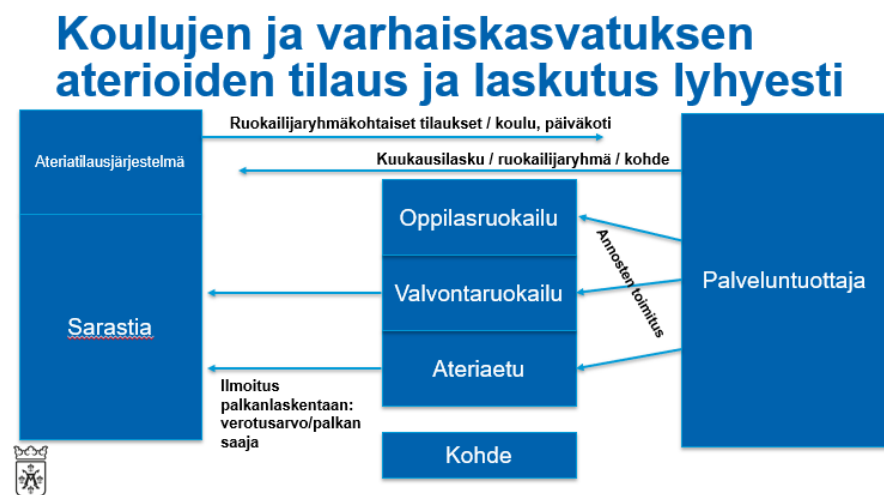 Koulujen ja varhaiskasvatuksen
aterioiden tilaus ja laskutus lyhyesti
Ruokailijaryhmäkohtaiset tilaukset / koulu, päiväkoti
Ateriatilausjärjestelmä
Kuukausilasku / ruokailijaryhmä / kohde
Oppilasruokailu
Annosten toimitus
Palveluntuottaja
Valvontaruokailu
Sarastia
Ateriaetu
Ilmoitus
palkanlaskentaan:
verotusarvo/palkan
saaja
Kohde